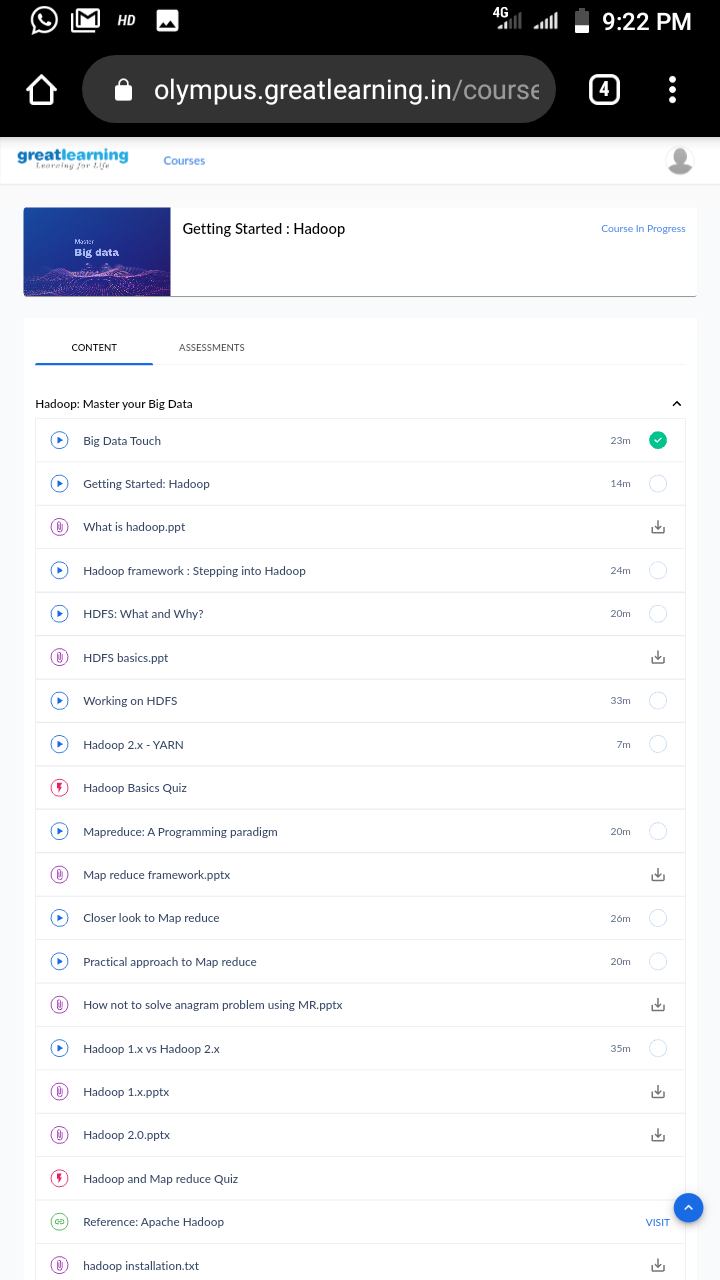 HD 4G 9:22 PM
olympus.greatlearning.in/course 4
greatlearning
Learning for Life
Courses
Master
Big data
Getting Started : Hadoop
Course In Progress
CONTENT ASSESSMENTS
Hadoop: Master your Big Data
Big Data Touch 23m
Getting Started: Hadoop 14m
What is hadoop.ppt
Hadoop framework : Stepping into Hadoop 24m
HDFS: What and Why? 20m
HDFS basics.ppt
Working on HDFS 33m
Hadoop 2.x - YARN 7m
Hadoop Basics Quiz
Mapreduce: A Programming paradigm 20m
Map reduce framework.pptx
Closer look to Map reduce 26m
Practical approach to Map reduce 20m
How not to solve anagram problem using MR.pptx
Hadoop 1.x vs Hadoop 2.x 35m
Hadoop 1.x.pptx
Hadoop 2.0.pptx
Hadoop and Map reduce Quiz
Reference: Apache Hadoop VISIT
hadoop installation.txt